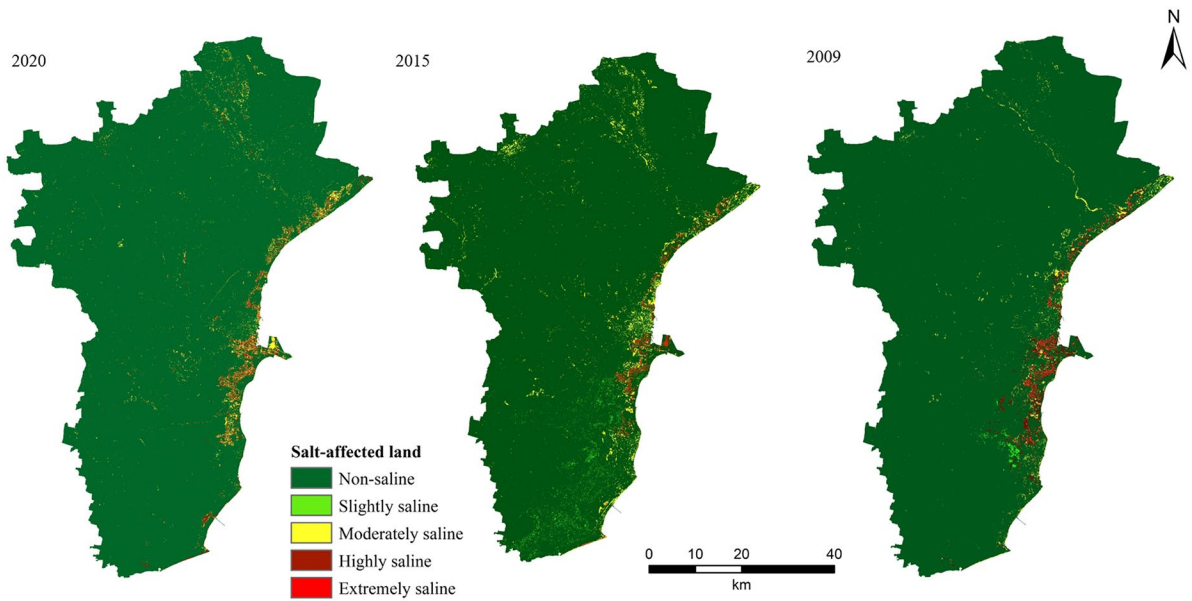 N
2020
2015
2009
Salt-affected land
Non-saline
Slightly saline
Moderately saline
Highly saline
Extremely saline
0 10 20 40
km